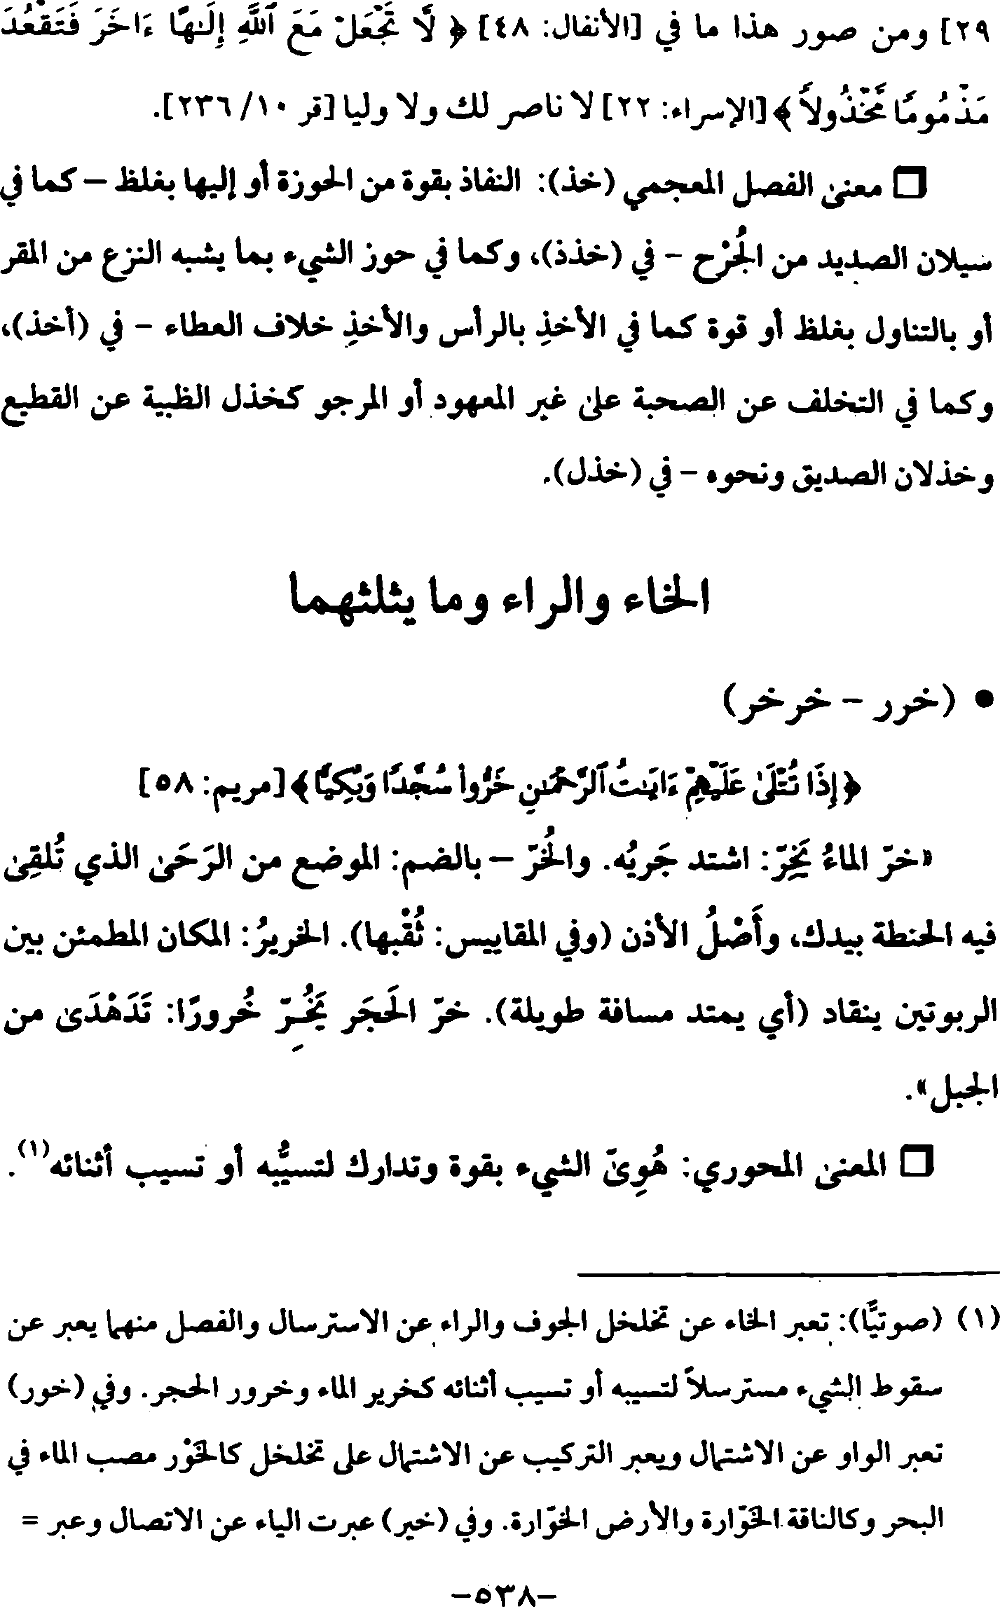 ٢٩] ومن صور هذا ما في [الأنفال: ٤٨] ﴿ لَّا تَجْعَلْ مَعَ ٱللَّهِ إِلَـٰهًا ءَاخَرَ فَتَقْعُدَ
مَذْمُومًا مَّخْذُولًا ﴾ [الإسراء: ٢٢] لا ناصر لك ولا وليا [قر ١٠/ ٢٣٦].
❒ معنى الفصل المعجمي (خذ): النفاذ بقوة من الحوزة أو إليها بغلظ – كما في
سيلان الصديد من الجُرْح – في (خذذ)، وكما في حوز الشيء بما يشبه النزع من المقر
أو بالتناول بغلظ أو قوة كما في الأخذِ بالرأس والأخذِ خلاف العطاء – في (أخذ)،
وكما في التخلف عن الصحبة على غير المعهود أو المرجو كخذل الظبية عن القطيع
وخذلان الصديق ونحوه – في (خذل).
الخاء والراء وما يثلثهما
• (خرر – خرخر)
﴿ إِذَا تُتْلَىٰ عَلَيْهِمْ ءَايَـٰتُ ٱلرَّحْمَـٰنِ خَرُّواْ سُجَّدًا وَبُكِيًّا ﴾ [مريم: ٥٨]
«خرّ الماءُ يَخِرّ: اشتد جَريُه. والخُرّ – بالضم: الموضع من الرَحَىٰ الذي تُلقِىٰ
فيه الحنطة بيدك، وأَصْلُ الأذن (وفي المقاييس: ثُقْبها). الخريرُ: المكان المطمئن بين
الربوتين ينقاد (أي يمتد مسافة طويلة). خرّ الحَجَر يَخُــِرّ خُرورًا: تَدَهْدَىٰ من
الجبل».
❒ المعنى المحوري: هُوِىّ الشيء بقوة وتدارك لتسيُّبه أو تسيب أثنائه(١).
(١) (صوتيًّا): تعبر الخاء عن تخلخل الجوف والراء عن الاسترسال والفصل منهما يعبر عن
سقوط الشيء مسترسلاً لتسيبه أو تسيب أثنائه كخرير الماء وخرور الحجر. وفي (خور)
تعبر الواو عن الاشتمال ويعبر التركيب عن الاشتمال على تخلخل كالخَوْر مصب الماء في
البحر وكالناقة الخوّارة والأرض الخوّارة. وفي (خير) عبرت الياء عن الاتصال وعبر =
-٥٣٨-